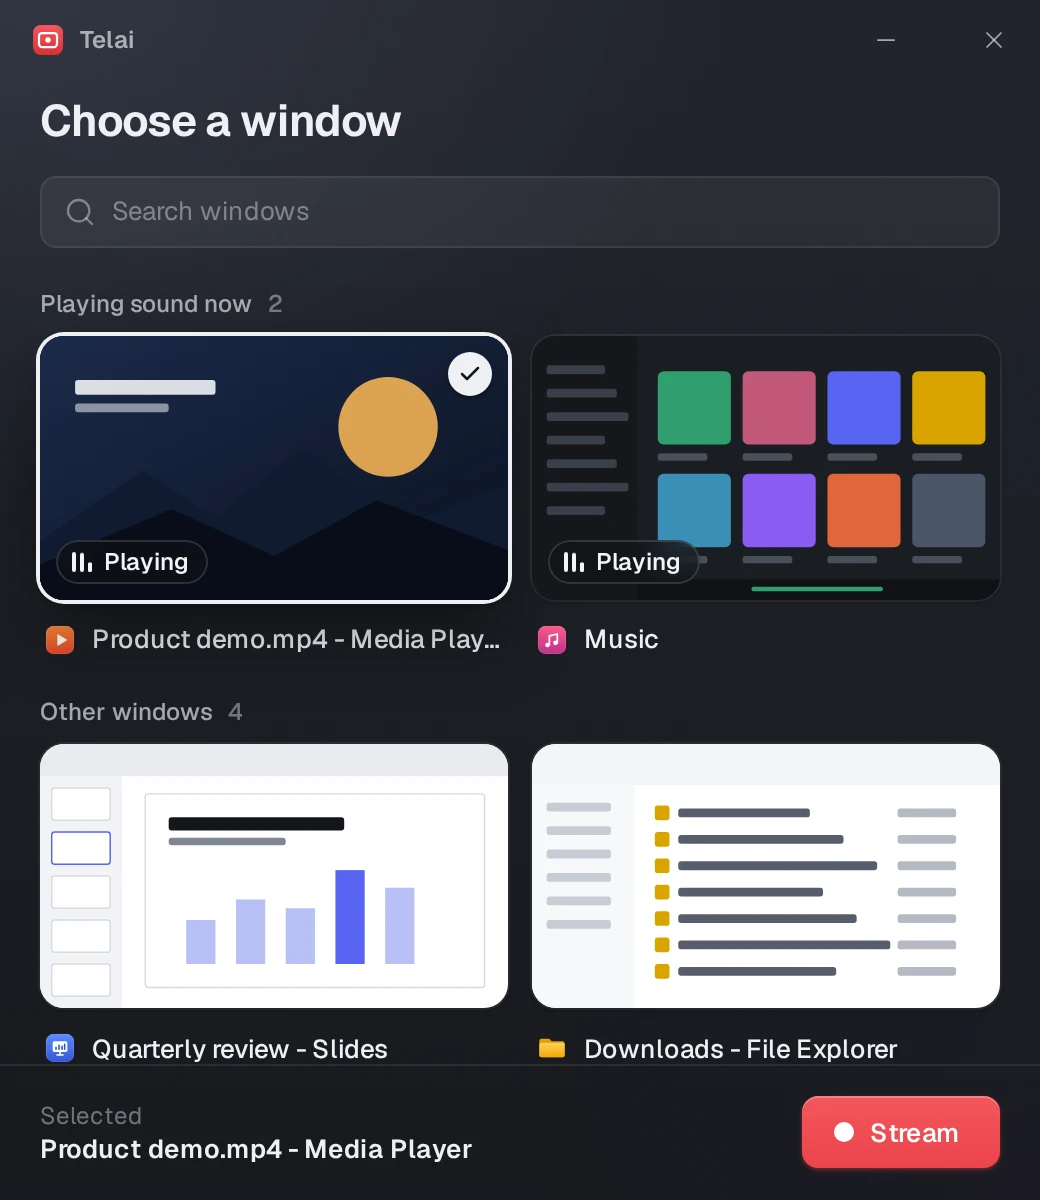 Telai
Choose a window
Search windows
Playing sound now 2
Playing
Playing
Product demo.mp4 - Media Play...
Music
Other windows 4
Quarterly review - Slides
Downloads - File Explorer
Selected
Product demo.mp4 - Media Player
Stream